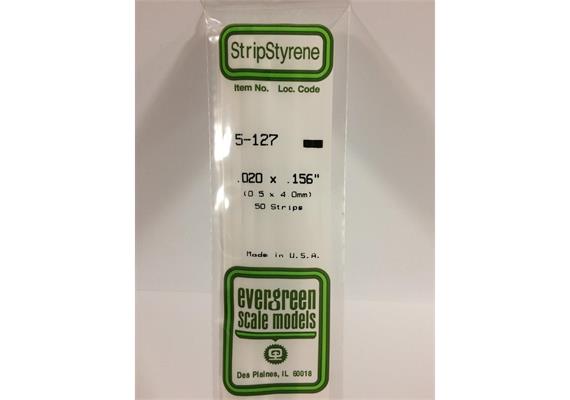 StripStyrene
Item No. Loc. Code
5-127
.020 x .156"
(0.5 x 4.0mm)
50 Strips
Made in U.S.A.
evergreen
scale models
Des Plaines, IL 60018